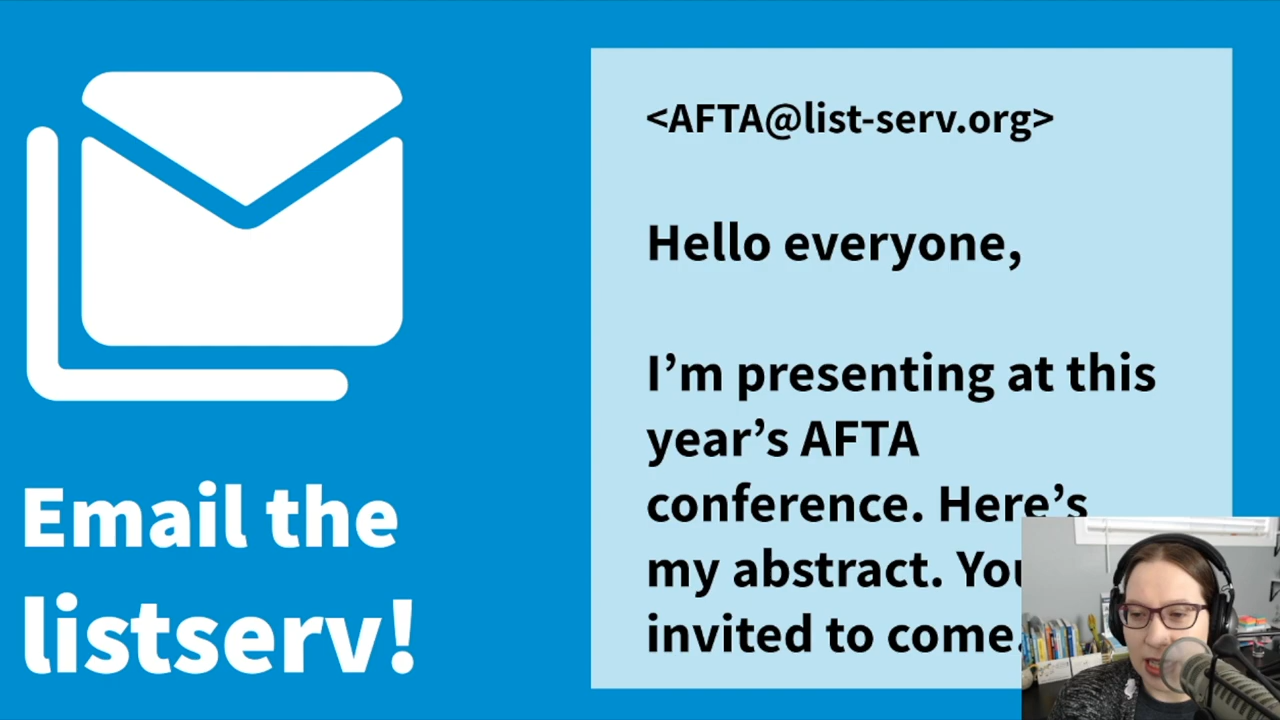 Email the
listserv!
<AFTA@list-serv.org>
Hello everyone,
I’m presenting at this
year’s AFTA
conference. Here’s
my abstract.
invited to come.